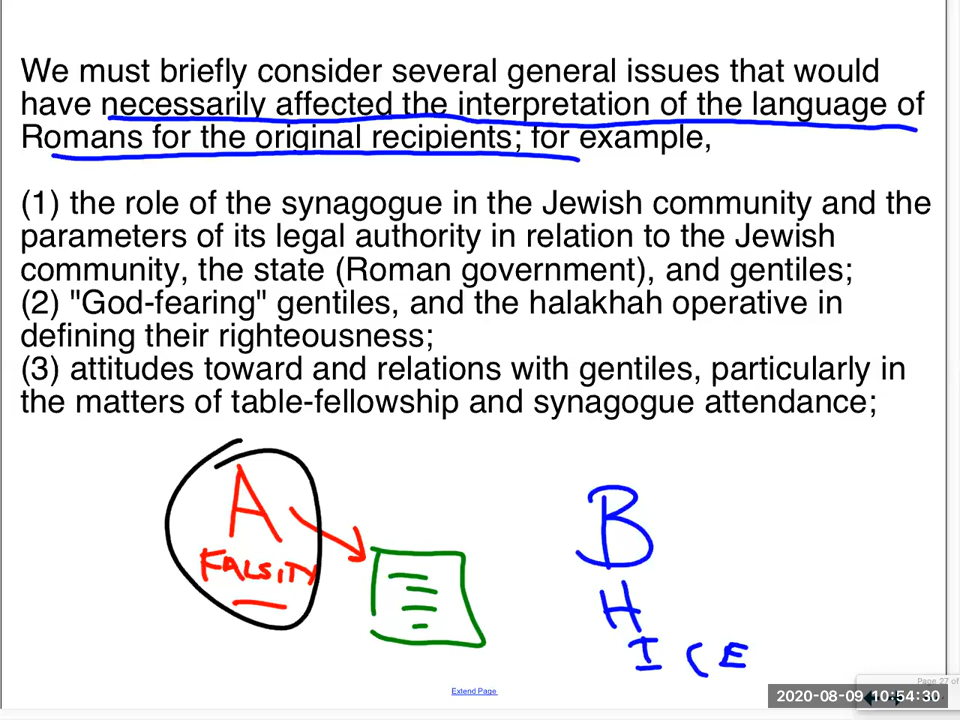 We must briefly consider several general issues that would
have necessarily affected the interpretation of the language of
Romans for the original recipients; for example,
(1) the role of the synagogue in the Jewish community and the
parameters of its legal authority in relation to the Jewish
community, the state (Roman government), and gentiles;
(2) "God-fearing" gentiles, and the halakhah operative in
defining their righteousness;
(3) attitudes toward and relations with gentiles, particularly in
the matters of table-fellowship and synagogue attendance;
A
FALSITY
B
H
I C E
Extend Page
Page 27 of
2020-08-09 10:54:30